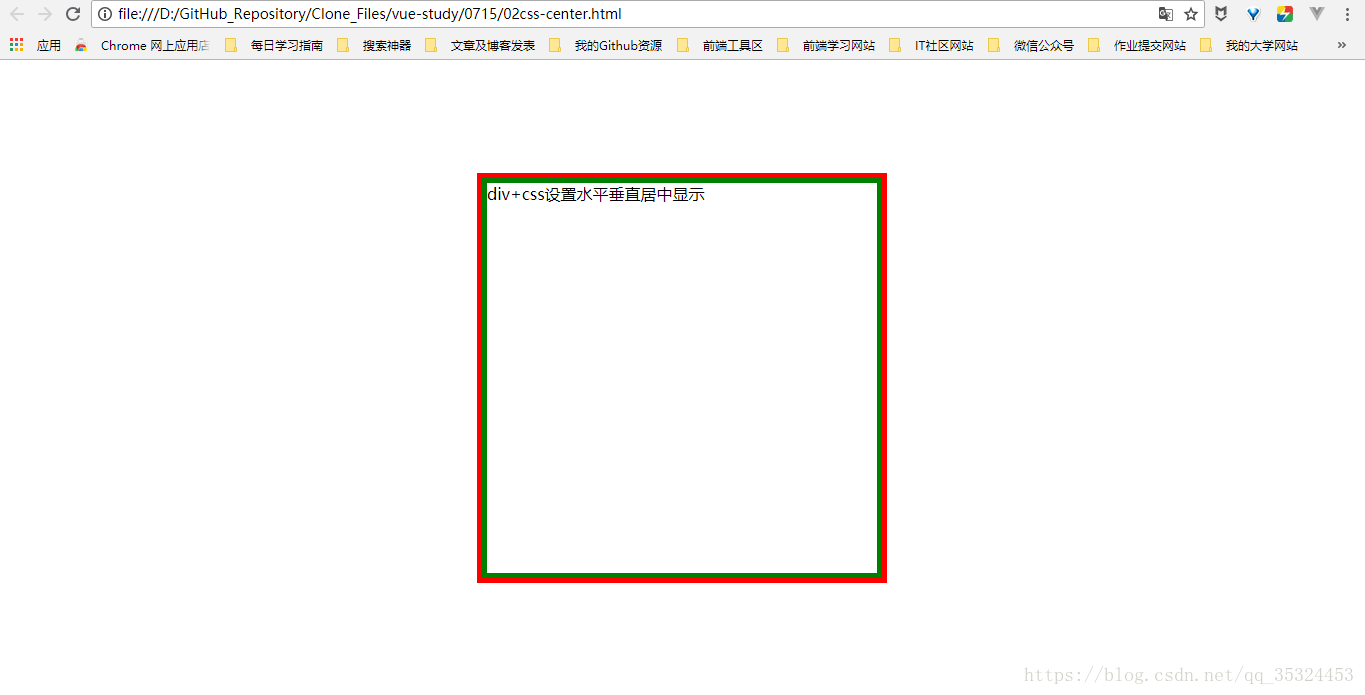 file:///D:/GitHub_Repository/Clone_Files/vue-study/0715/02css-center.html
应用 Chrome 网上应用店 每日学习指南 搜索神器 文章及博客发表 我的Github资源 前端工具区 前端学习网站 IT社区网站 微信公众号 作业提交网站 我的大学网站 »
div+css设置水平垂直居中显示
https://blog.csdn.net/qq_35324453